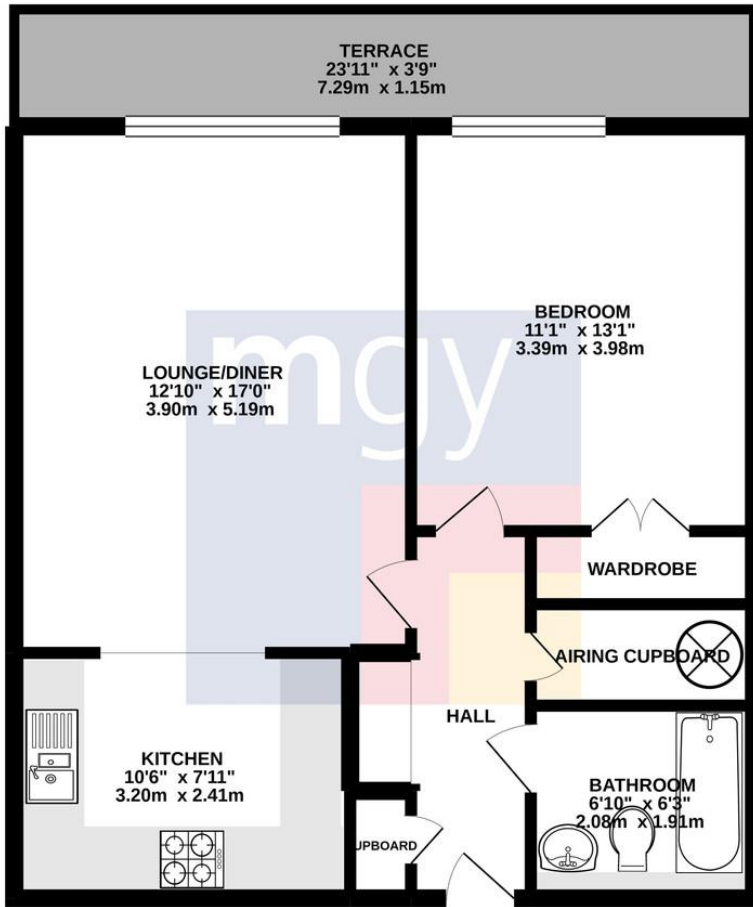 TERRACE
23'11" x 3'9"
7.29m x 1.15m
BEDROOM
11'1" x 13'1"
3.39m x 3.98m
LOUNGE/DINER
12'10" x 17'0"
3.90m x 5.19m
mgy
WARDROBE
AIRING CUPBOARD
HALL
KITCHEN
10'6" x 7'11"
3.20m x 2.41m
BATHROOM
6'10" x 6'3"
2.08m x 1.91m
UPBOARD